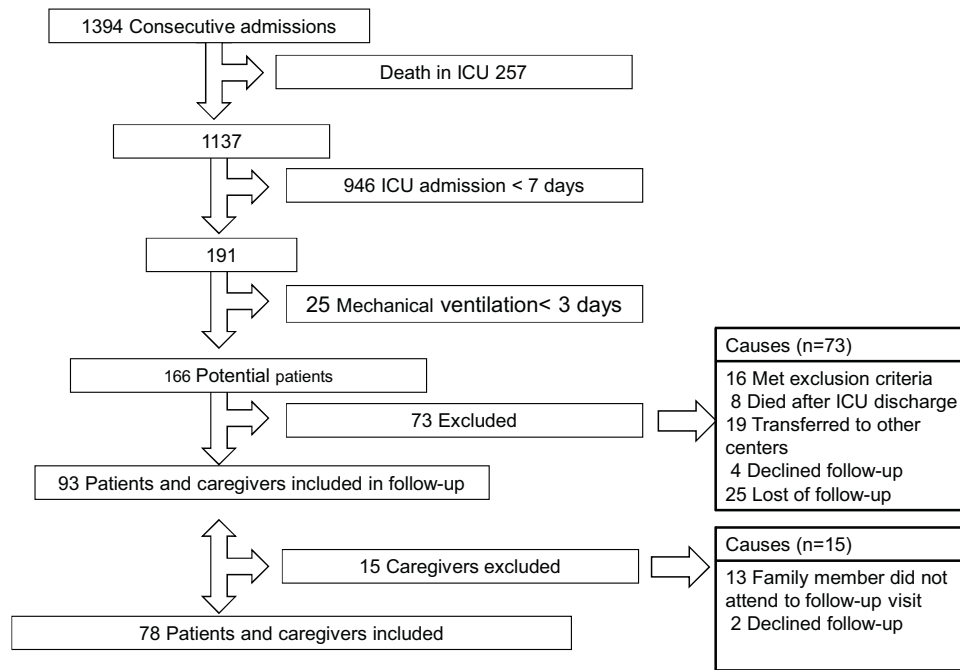 1394 Consecutive admissions
Death in ICU 257
1137
946 ICU admission < 7 days
191
25 Mechanical ventilation< 3 days
166 Potential patients
73 Excluded
Causes (n=73)
16 Met exclusion criteria
8 Died after ICU discharge
19 Transferred to other
centers
4 Declined follow-up
25 Lost of follow-up
93 Patients and caregivers included in follow-up
15 Caregivers excluded
Causes (n=15)
13 Family member did not
attend to follow-up visit
2 Declined follow-up
78 Patients and caregivers included